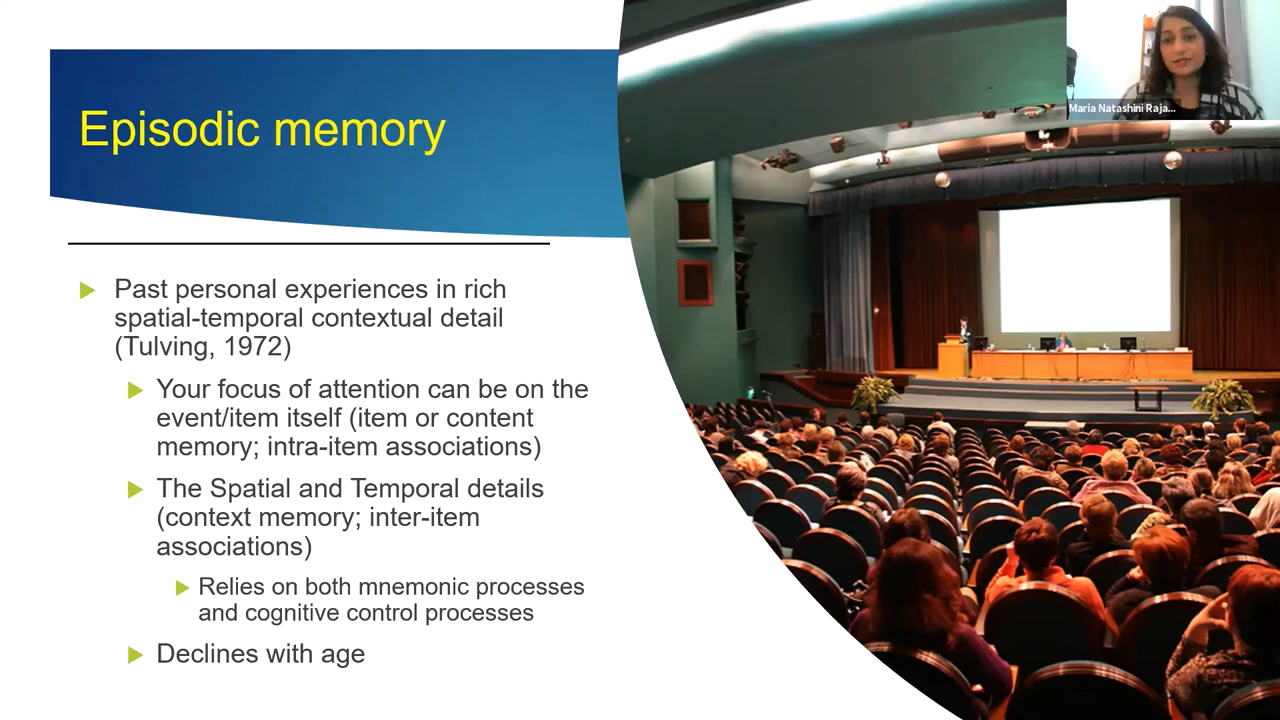 Episodic memory
Past personal experiences in rich
spatial-temporal contextual detail
(Tulving, 1972)
Your focus of attention can be on the
event/item itself (item or content
memory; intra-item associations)
The Spatial and Temporal details
(context memory; inter-item
associations)
Relies on both mnemonic processes
and cognitive control processes
Declines with age
Maria Natashini Raja...